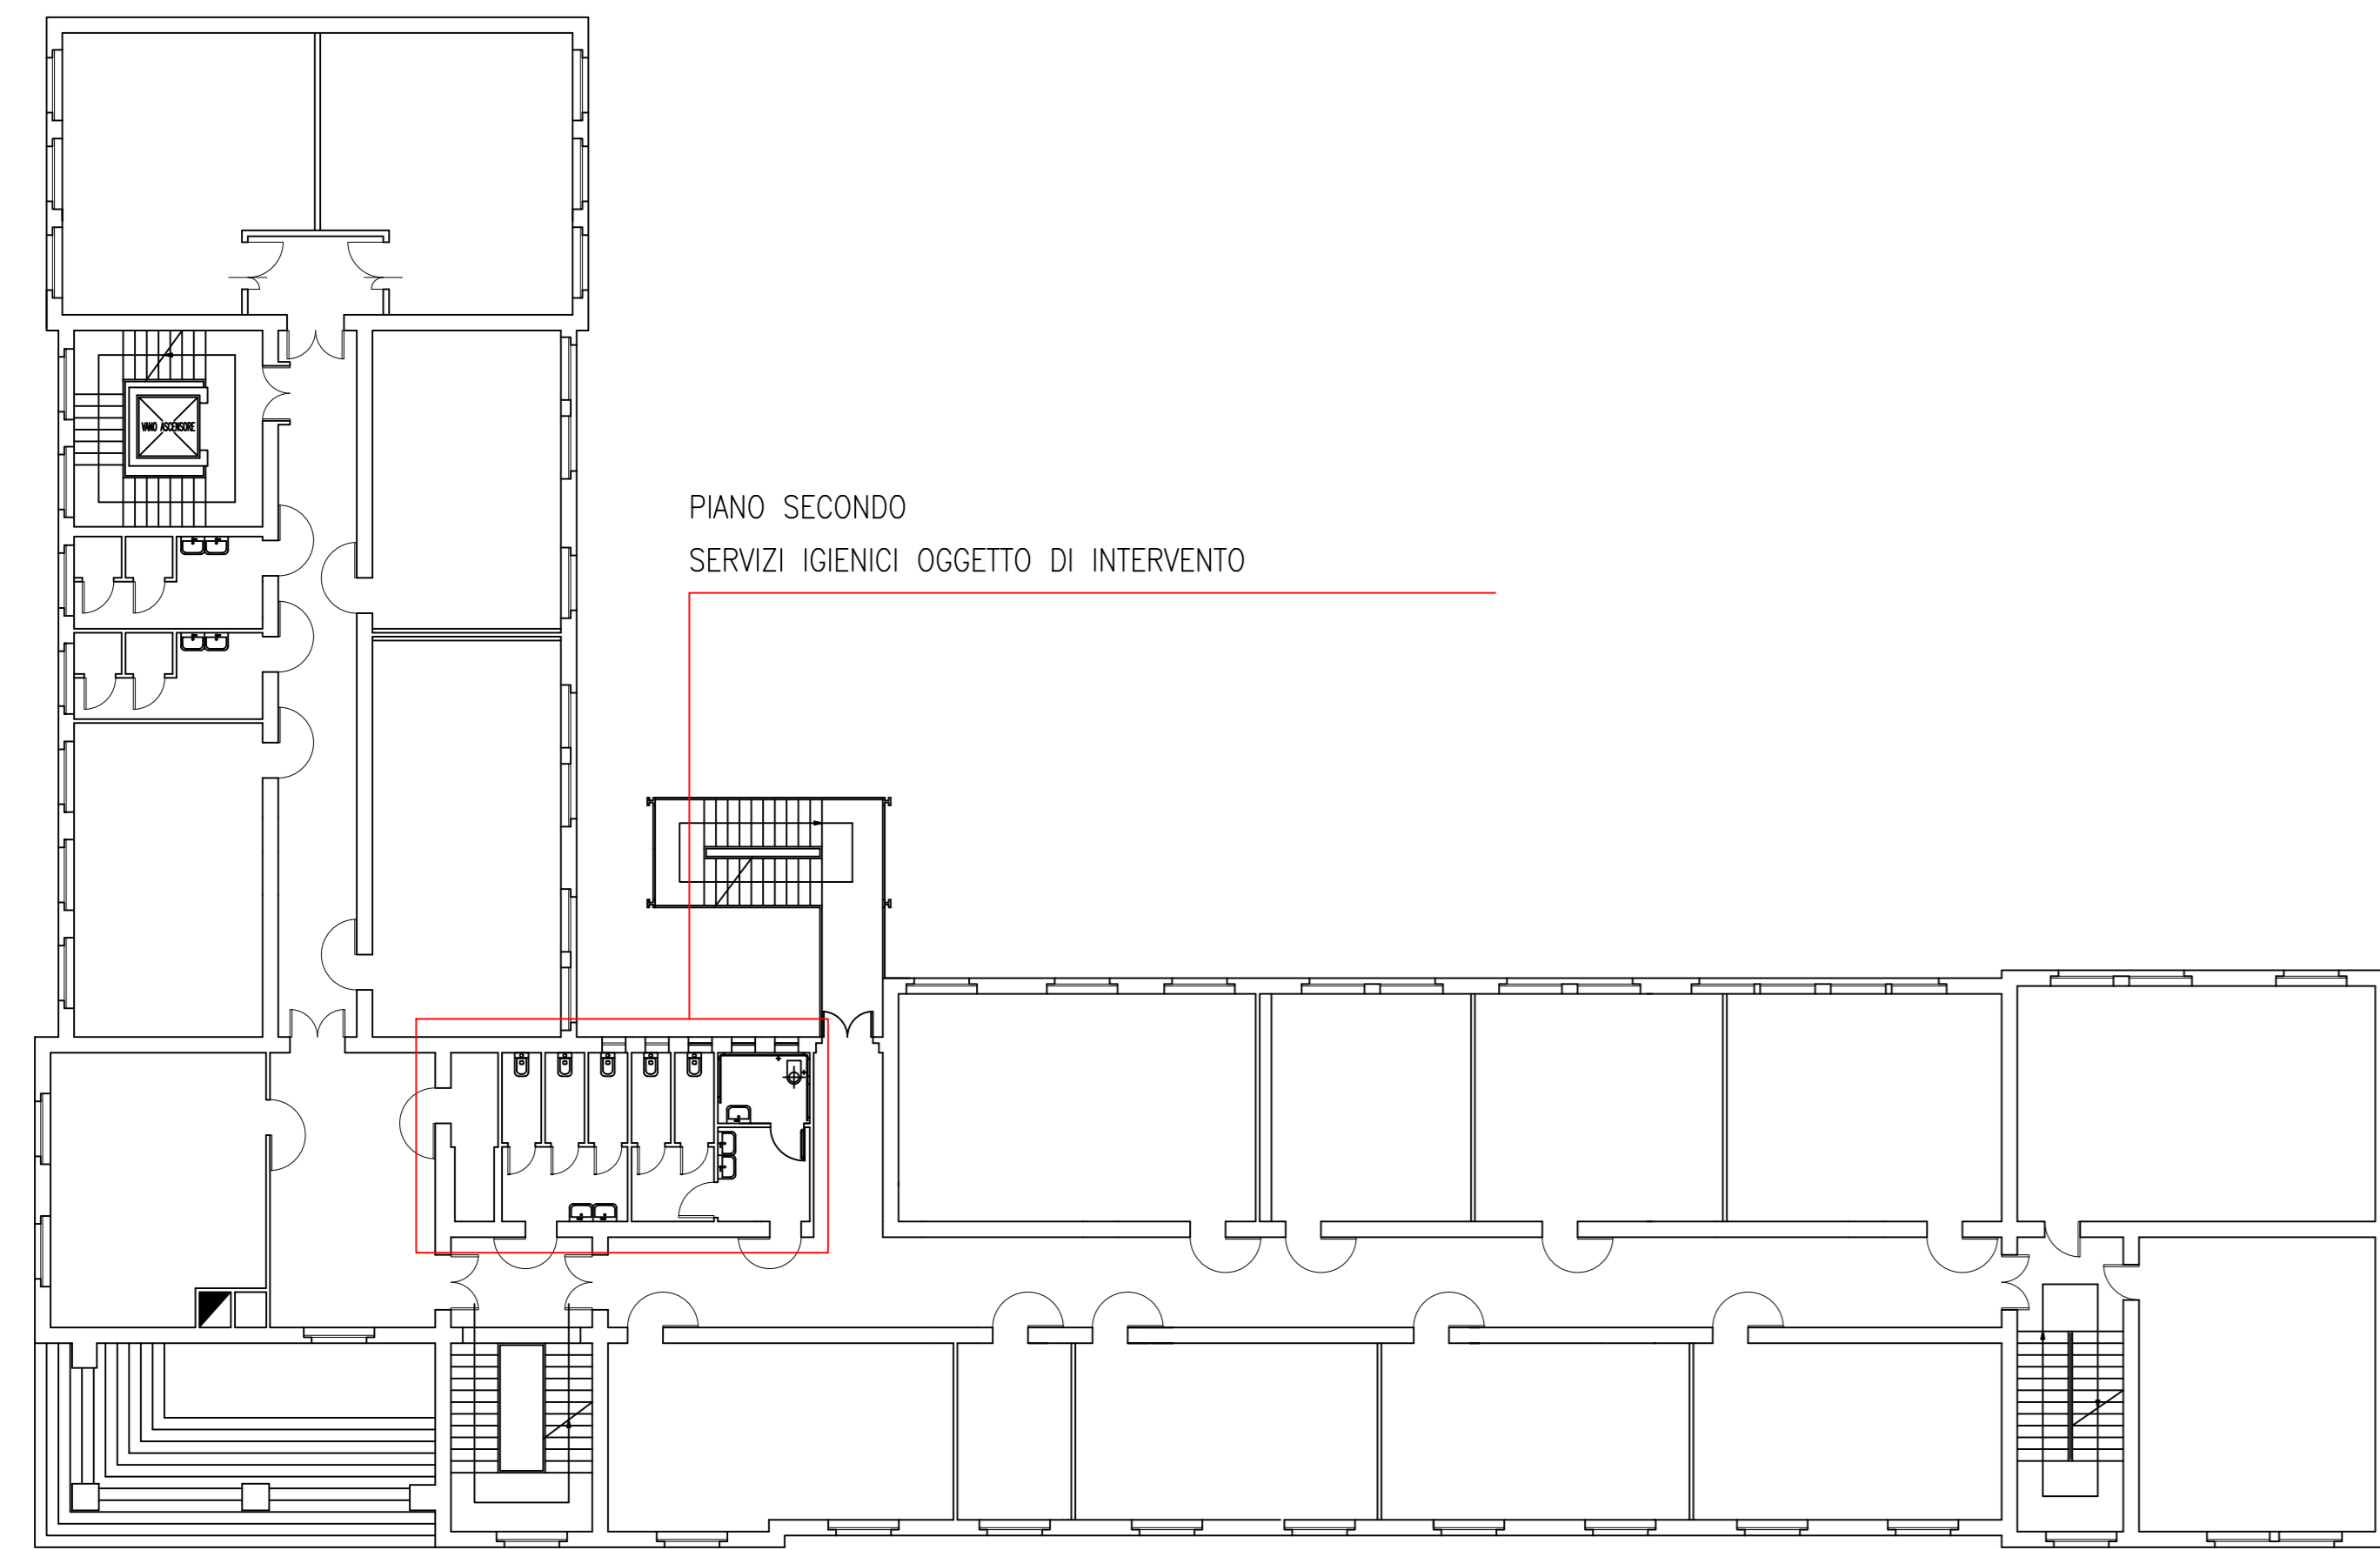 VANO ASCENSORE
PIANO SECONDO
SERVIZI IGIENICI OGGETTO DI INTERVENTO